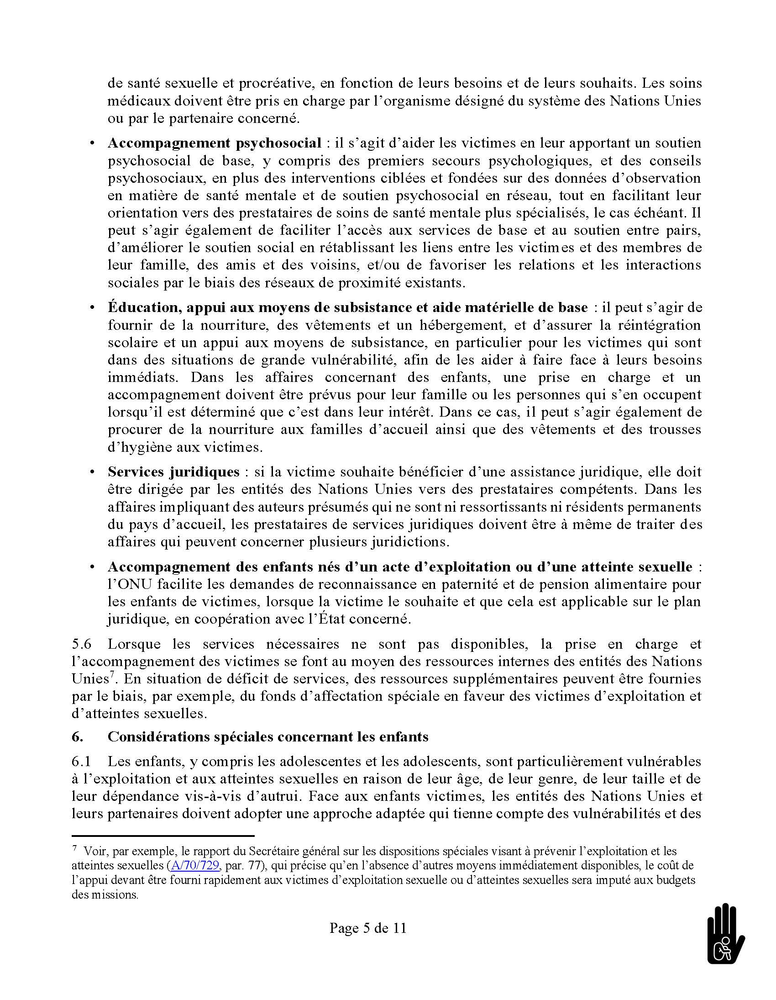 de santé sexuelle et procréative, en fonction de leurs besoins et de leurs souhaits. Les soins
médicaux doivent être pris en charge par l’organisme désigné du système des Nations Unies
ou par le partenaire concerné.
• Accompagnement psychosocial : il s’agit d’aider les victimes en leur apportant un soutien
psychosocial de base, y compris des premiers secours psychologiques, et des conseils
psychosociaux, en plus des interventions ciblées et fondées sur des données d’observation
en matière de santé mentale et de soutien psychosocial en réseau, tout en facilitant leur
orientation vers des prestataires de soins de santé mentale plus spécialisés, le cas échéant. Il
peut s’agir également de faciliter l’accès aux services de base et au soutien entre pairs,
d’améliorer le soutien social en rétablissant les liens entre les victimes et des membres de
leur famille, des amis et des voisins, et/ou de favoriser les relations et les interactions
sociales par le biais des réseaux de proximité existants.
• Éducation, appui aux moyens de subsistance et aide matérielle de base : il peut s’agir de
fournir de la nourriture, des vêtements et un hébergement, et d’assurer la réintégration
scolaire et un appui aux moyens de subsistance, en particulier pour les victimes qui sont
dans des situations de grande vulnérabilité, afin de les aider à faire face à leurs besoins
immédiats. Dans les affaires concernant des enfants, une prise en charge et un
accompagnement doivent être prévus pour leur famille ou les personnes qui s’en occupent
lorsqu’il est déterminé que c’est dans leur intérêt. Dans ce cas, il peut s’agir également de
procurer de la nourriture aux familles d’accueil ainsi que des vêtements et des trousses
d’hygiène aux victimes.
• Services juridiques : si la victime souhaite bénéficier d’une assistance juridique, elle doit
être dirigée par les entités des Nations Unies vers des prestataires compétents. Dans les
affaires impliquant des auteurs présumés qui ne sont ni ressortissants ni résidents permanents
du pays d’accueil, les prestataires de services juridiques doivent être à même de traiter des
affaires qui peuvent concerner plusieurs juridictions.
• Accompagnement des enfants nés d’un acte d’exploitation ou d’une atteinte sexuelle :
l’ONU facilite les demandes de reconnaissance en paternité et de pension alimentaire pour
les enfants de victimes, lorsque la victime le souhaite et que cela est applicable sur le plan
juridique, en coopération avec l’État concerné.
5.6 Lorsque les services nécessaires ne sont pas disponibles, la prise en charge et
l’accompagnement des victimes se font au moyen des ressources internes des entités des Nations
Unies7. En situation de déficit de services, des ressources supplémentaires peuvent être fournies
par le biais, par exemple, du fonds d’affectation spéciale en faveur des victimes d’exploitation et
d’atteintes sexuelles.
6. Considérations spéciales concernant les enfants
6.1 Les enfants, y compris les adolescentes et les adolescents, sont particulièrement vulnérables
à l’exploitation et aux atteintes sexuelles en raison de leur âge, de leur genre, de leur taille et de
leur dépendance vis-à-vis d’autrui. Face aux enfants victimes, les entités des Nations Unies et
leurs partenaires doivent adopter une approche adaptée qui tienne compte des vulnérabilités et des
7 Voir, par exemple, le rapport du Secrétaire général sur les dispositions spéciales visant à prévenir l’exploitation et les
atteintes sexuelles (A/70/729, par. 77), qui précise qu’en l’absence d’autres moyens immédiatement disponibles, le coût de
l’appui devant être fourni rapidement aux victimes d’exploitation sexuelle ou d’atteintes sexuelles sera imputé aux budgets
des missions.
Page 5 de 11